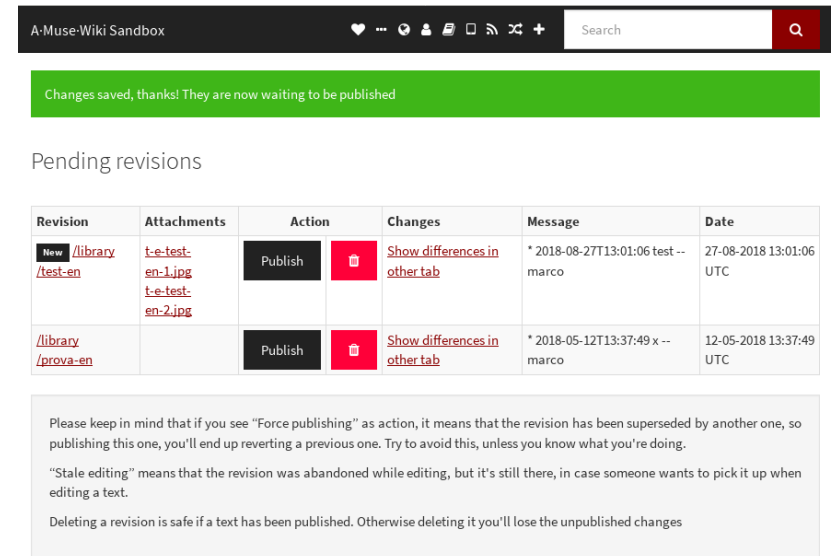 A·Muse·Wiki Sandbox
Search
Changes saved, thanks! They are now waiting to be published
Pending revisions
Revision Attachments Action Changes Message Date
New /library t-e-test- Publish Show differences in * 2018-08-27T13:01:06 test -- 27-08-2018 13:01:06
/test-en en-1.jpg other tab marco UTC
t-e-test-
en-2.jpg
/library Publish Show differences in * 2018-05-12T13:37:49 x -- 12-05-2018 13:37:49
/prova-en other tab marco UTC
Please keep in mind that if you see “Force publishing” as action, it means that the revision has been superseded by another one, so
publishing this one, you'll end up reverting a previous one. Try to avoid this, unless you know what you're doing.
“Stale editing” means that the revision was abandoned while editing, but it's still there, in case someone wants to pick it up when
editing a text.
Deleting a revision is safe if a text has been published. Otherwise deleting it you'll lose the unpublished changes